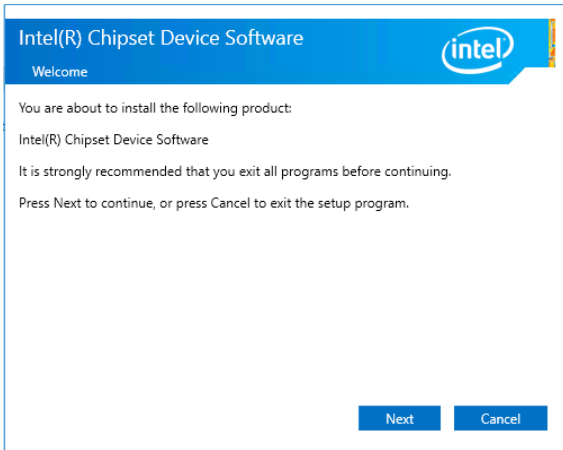 Intel(R) Chipset Device Software
intel
Welcome
You are about to install the following product:
Intel(R) Chipset Device Software
It is strongly recommended that you exit all programs before continuing.
Press Next to continue, or press Cancel to exit the setup program.
Next
Cancel